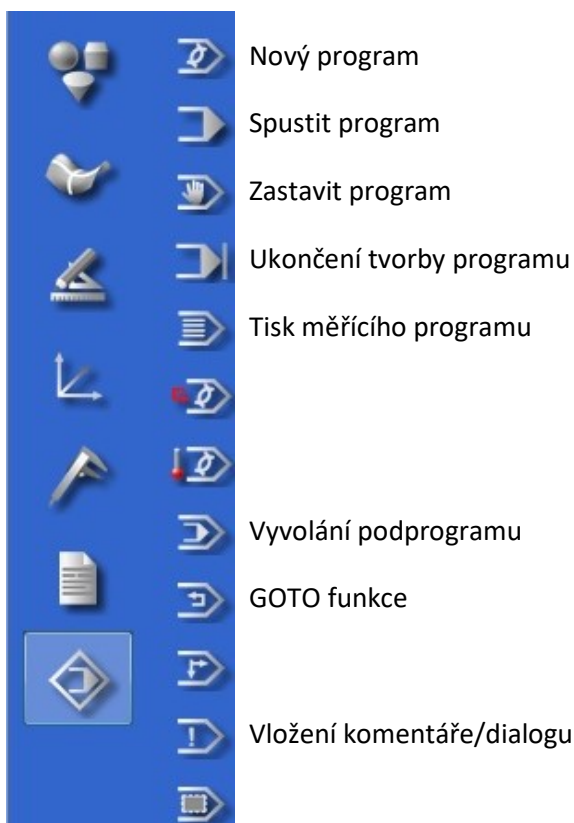 Nový program
Spustit program
Zastavit program
Ukončení tvorby programu
Tisk měřícího programu
Vyvolání podprogramu
GOTO funkce
Vložení komentáře/dialogu